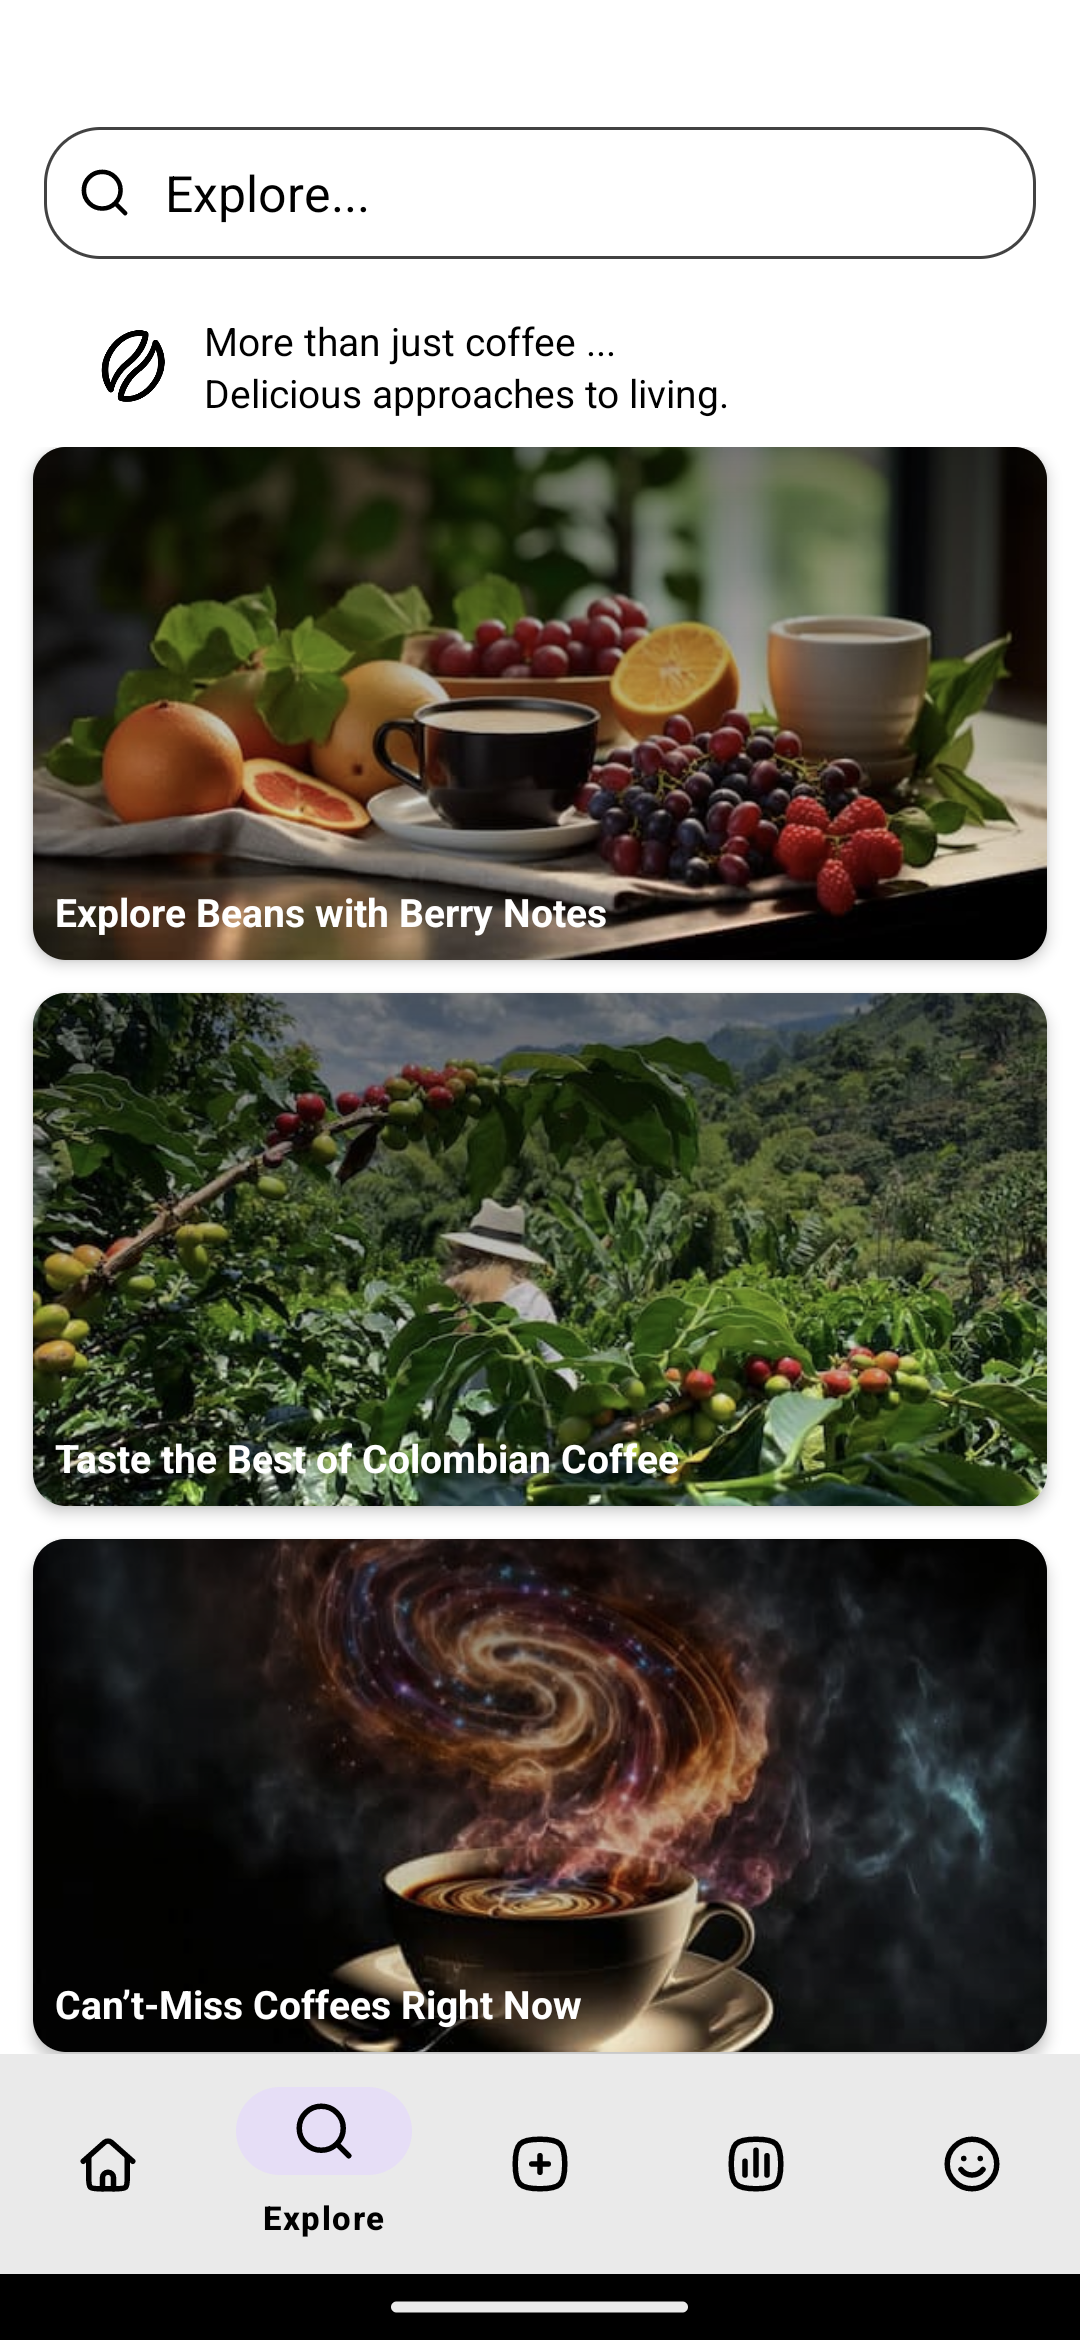 Explore...
More than just coffee ...
Delicious approaches to living.
Explore Beans with Berry Notes
Taste the Best of Colombian Coffee
Can’t-Miss Coffees Right Now
Explore